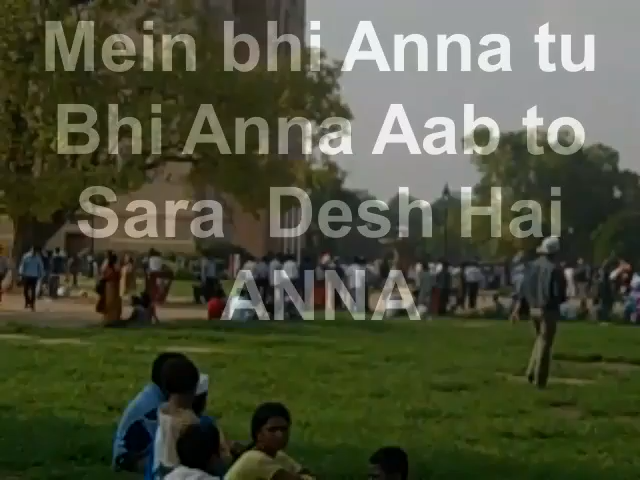 Mein bhi Anna tu
Bhi Anna Aab to
Sara Desh Hai
ANNA